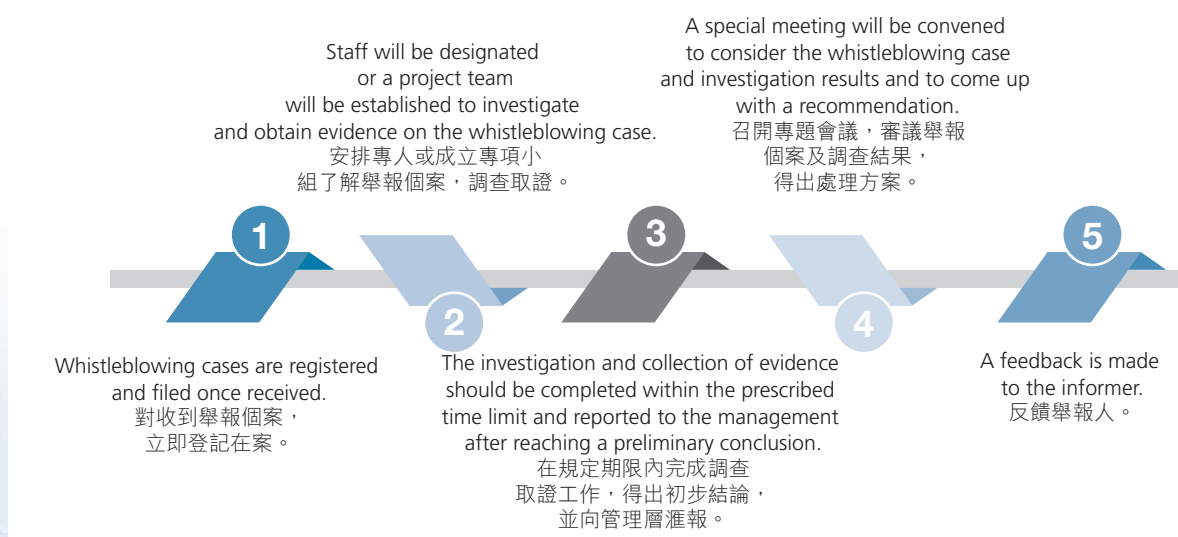 1
Whistleblowing cases are registered
and filed once received.
對收到舉報個案，
立即登記在案。
2
Staff will be designated
or a project team
will be established to investigate
and obtain evidence on the whistleblowing case.
安排專人或成立專項小
組了解舉報個案，調查取證。
3
The investigation and collection of evidence
should be completed within the prescribed
time limit and reported to the management
after reaching a preliminary conclusion.
在規定期限內完成調查
取證工作，得出初步結論，
並向管理層滙報。
4
A special meeting will be convened
to consider the whistleblowing case
and investigation results and to come up
with a recommendation.
召開專題會議，審議舉報
個案及調查結果，
得出處理方案。
5
A feedback is made
to the informer.
反饋舉報人。